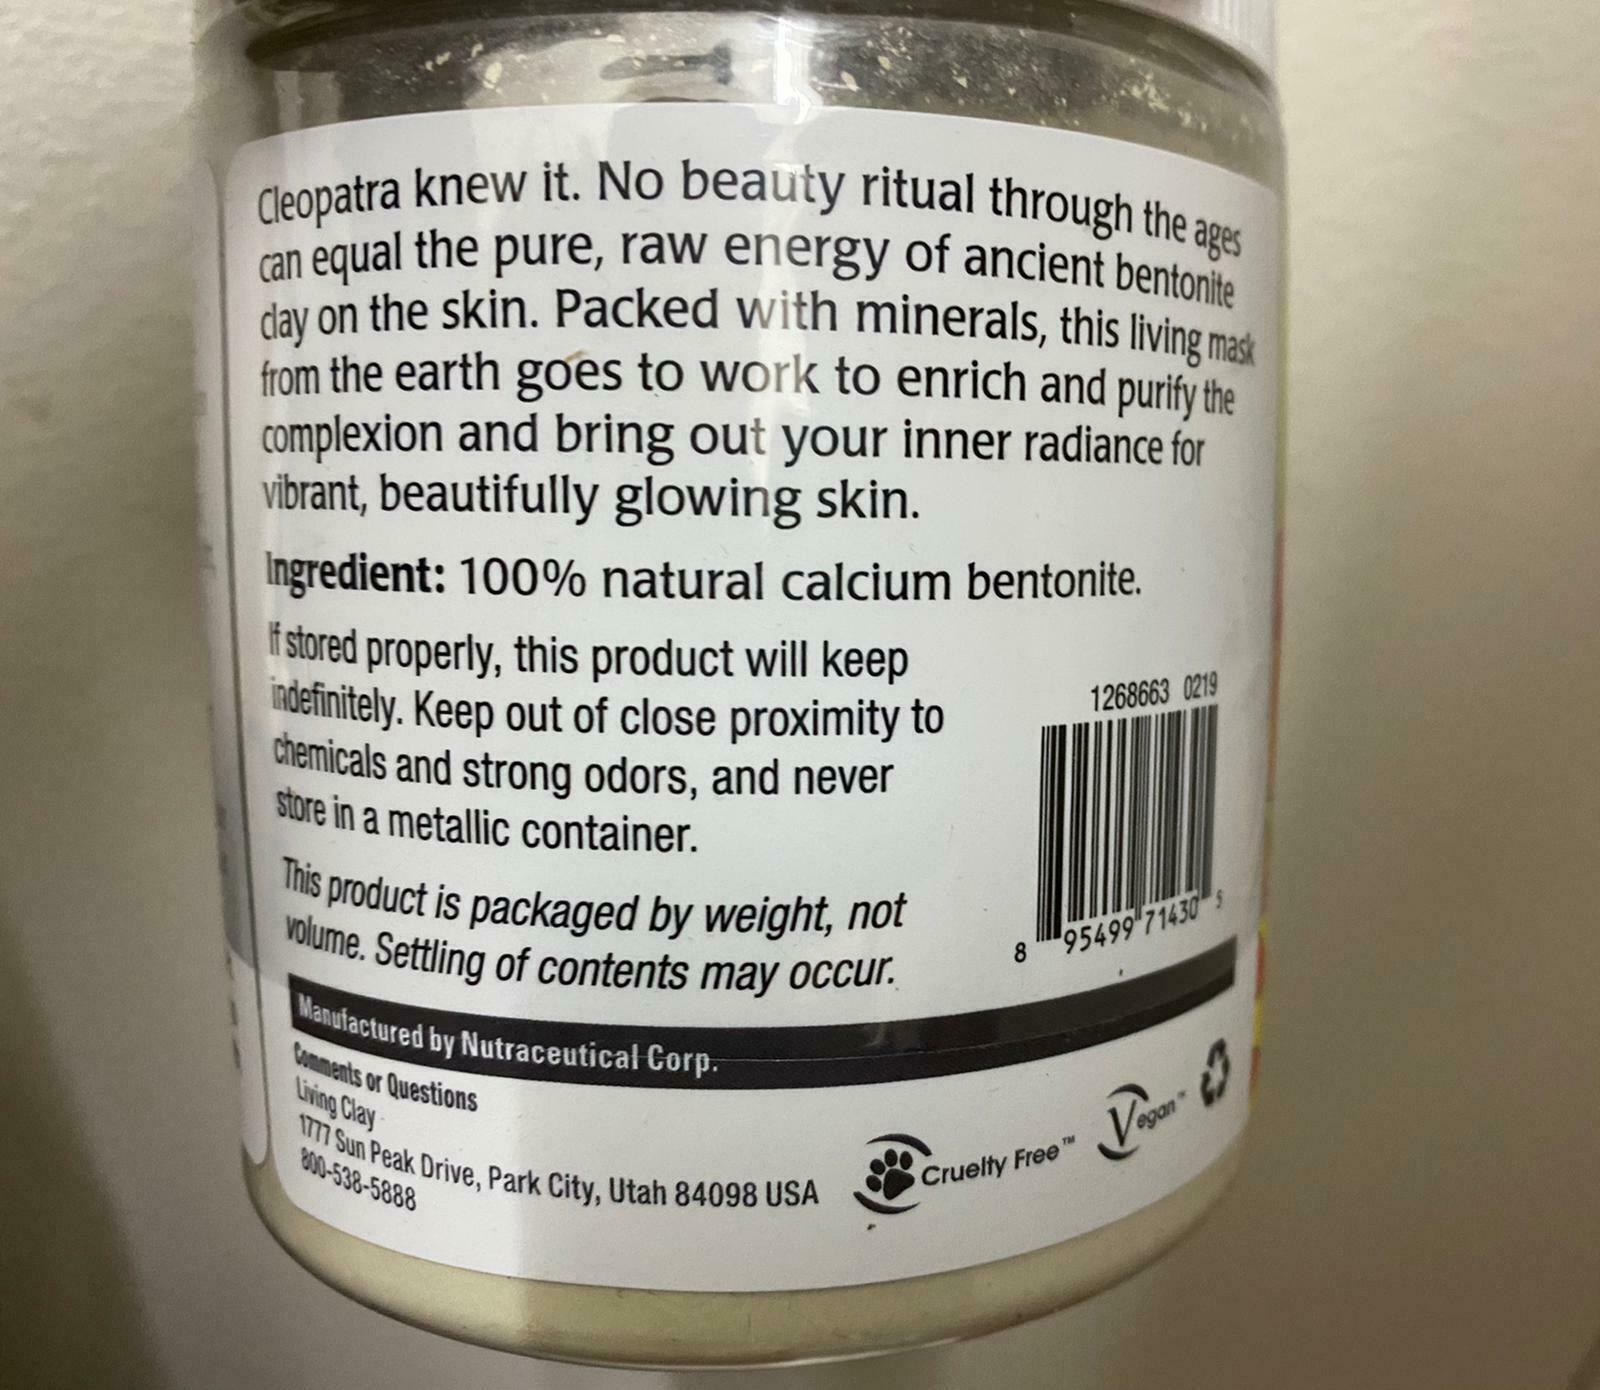 Cleopatra knew it. No beauty ritual through the ages
can equal the pure, raw energy of ancient bentonite
clay on the skin. Packed with minerals, this living mask
from the earth goes to work to enrich and purify the
complexion and bring out your inner radiance for
vibrant, beautifully glowing skin.
Ingredient: 100% natural calcium bentonite.
If stored properly, this product will keep
indefinitely. Keep out of close proximity to
chemicals and strong odors, and never
store in a metallic container.
1268663 0219
This product is packaged by weight, not
volume. Settling of contents may occur.
8 95499 71430 5
Manufactured by Nutraceutical Corp.
Comments or Questions
Living Clay
1777 Sun Peak Drive, Park City, Utah 84098 USA
800-538-5888
Cruelty Free™
Vegan™